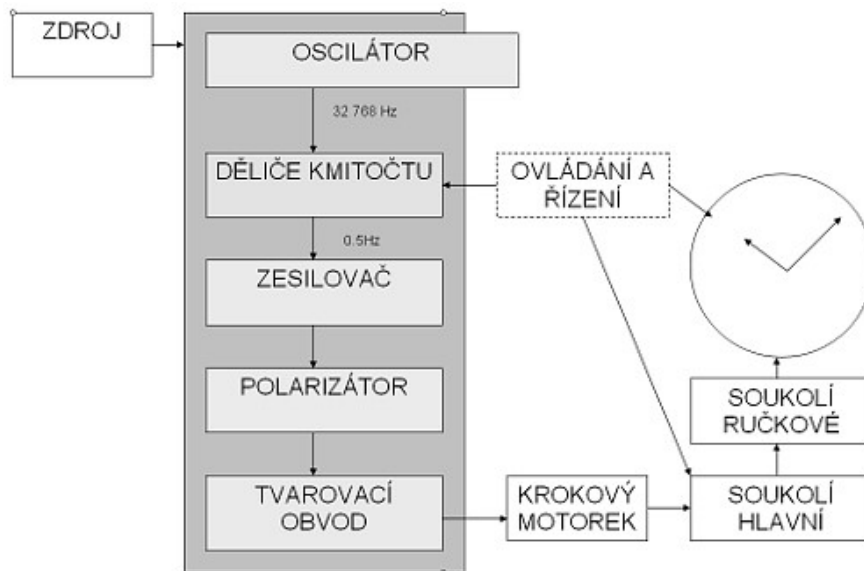 ZDROJ
OSCILÁTOR
32 768 Hz
DĚLIČE KMITOČTU
OVLÁDÁNÍ A
ŘÍZENÍ
0.5Hz
ZESILOVAČ
POLARIZÁTOR
SOUKOLÍ
RUČKOVÉ
TVAROVACÍ
OBVOD
KROKOVÝ
MOTOREK
SOUKOLÍ
HLAVNÍ